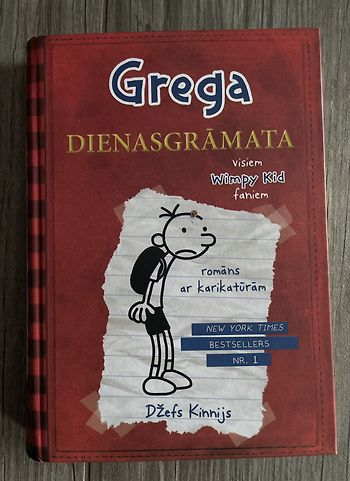 Grega
DIENASGRĀMATA
visiem
Wimpy Kid
faniem
romāns
ar karikatūrām
NEW YORK TIMES
BESTSELLERS
NR. 1
Džefs Kinnijs